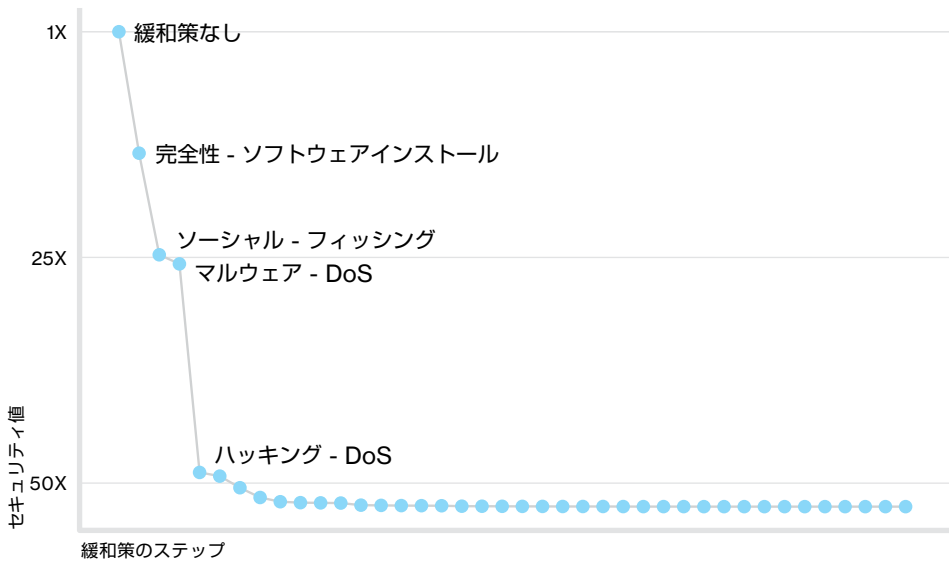 1X
緩和策なし
完全性 - ソフトウェアインストール
ソーシャル - フィッシング
25X
マルウェア - DoS
ハッキング - DoS
50X
セキュリティ値
緩和策のステップ